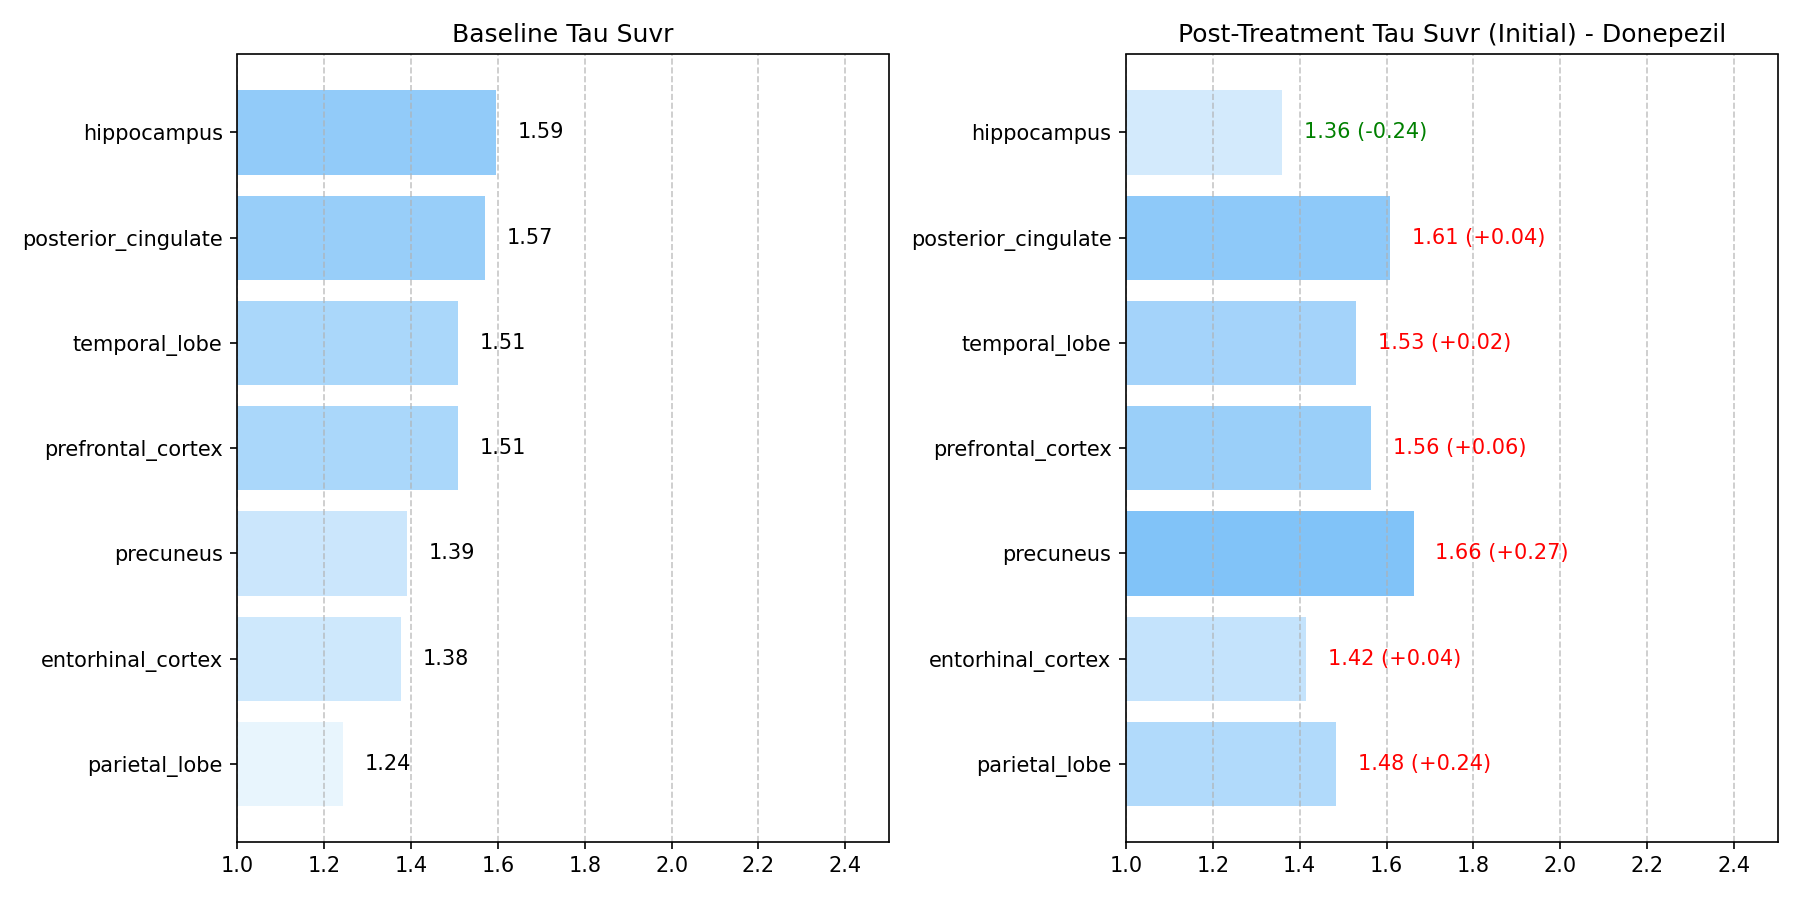 Baseline Tau Suvr
hippocampus
1.59
posterior_cingulate
1.57
temporal_lobe
1.51
prefrontal_cortex
1.51
precuneus
1.39
entorhinal_cortex
1.38
parietal_lobe
1.24
1.0 1.2 1.4 1.6 1.8 2.0 2.2 2.4
Post-Treatment Tau Suvr (Initial) - Donepezil
hippocampus
1.36 (-0.24)
posterior_cingulate
1.61 (+0.04)
temporal_lobe
1.53 (+0.02)
prefrontal_cortex
1.56 (+0.06)
precuneus
1.66 (+0.27)
entorhinal_cortex
1.42 (+0.04)
parietal_lobe
1.48 (+0.24)
1.0 1.2 1.4 1.6 1.8 2.0 2.2 2.4